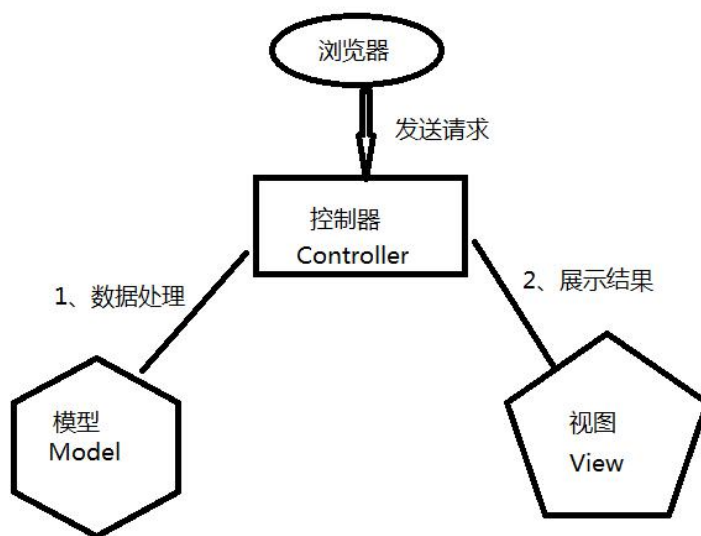 浏览器
发送请求
控制器
Controller
1、数据处理
2、展示结果
模型
Model
视图
View